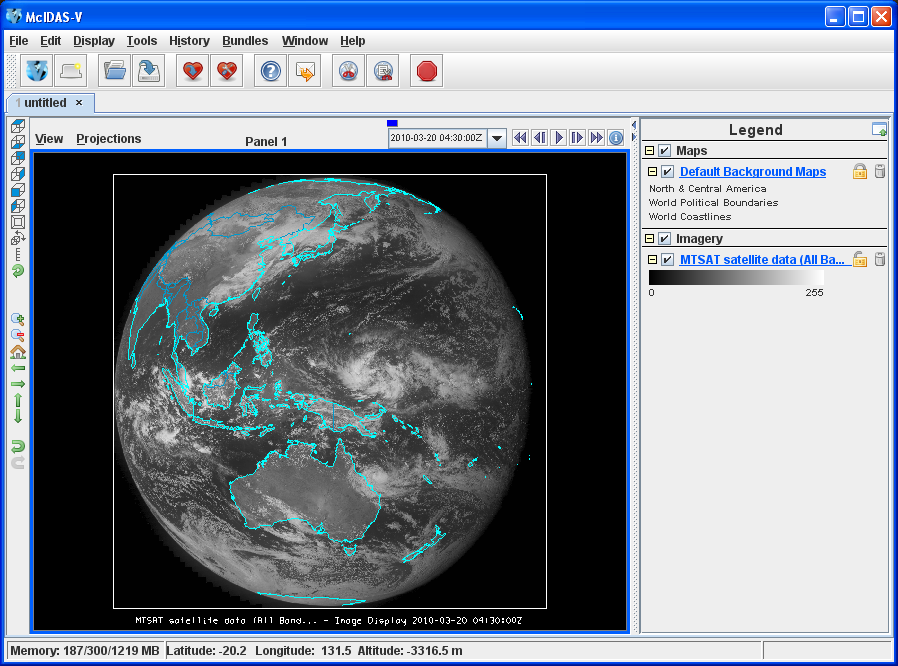 McIDAS-V
File Edit Display Tools History Bundles Window Help
1 untitled ×
View Projections
Panel 1
2010-03-20 04:30:00Z
MTSAT satellite data (All Band... - Image Display 2010-03-20 04:30:00Z
Legend
Maps
Default Background Maps
North & Central America
World Political Boundaries
World Coastlines
Imagery
MTSAT satellite data (All Ba...
0 255
Memory: 187/300/1219 MB Latitude: -20.2 Longitude: 131.5 Altitude: -3316.5 m